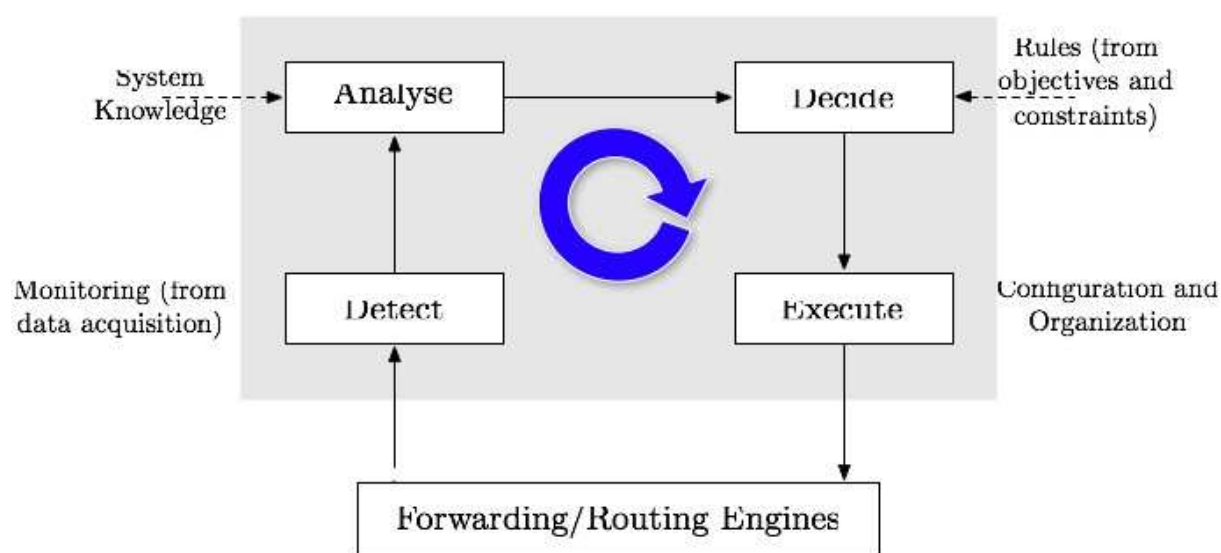 System
Knowledge
Analyse
Decide
Rules (from
objectives and
constraints)
Monitoring (from
data acquisition)
Detect
Execute
Configuration and
Organization
Forwarding/Routing Engines